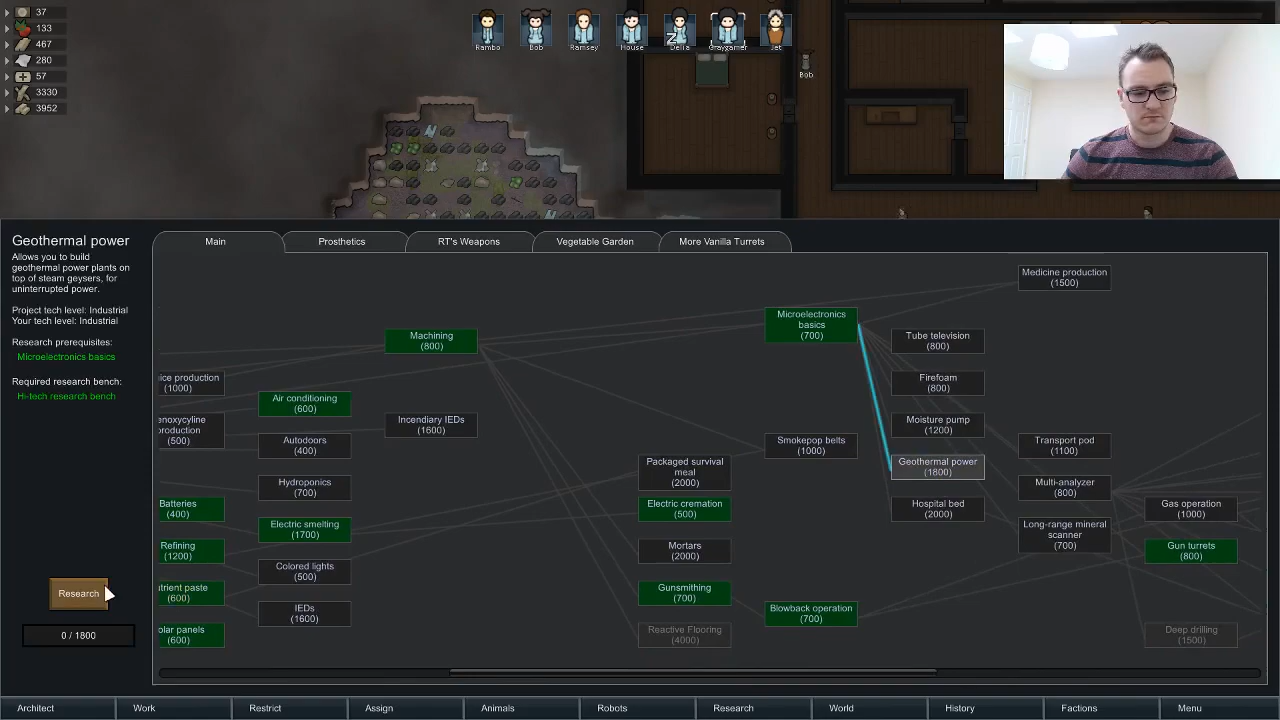 37
133
467
280
57
3330
3952
Rambo
Bob
Ramsey
House
Delta
Graygamer
Jet
Z
Bob
Geothermal power
Allows you to build
geothermal power plants on
top of steam geysers, for
uninterrupted power.
Project tech level: Industrial
Your tech level: Industrial
Research prerequisites:
Microelectronics basics
Required research bench:
Hi-tech research bench
Research
0 / 1800
Main
Prosthetics
RT's Weapons
Vegetable Garden
More Vanilla Turrets
Medicine production
(1500)
Microelectronics
basics
(700)
Machining
(800)
Tube television
(800)
uice production
(1000)
Firefoam
(800)
Air conditioning
(600)
enoxycyline
production
(500)
Incendiary IEDs
(1600)
Moisture pump
(1200)
Autodoors
(400)
Smokepop belts
(1000)
Transport pod
(1100)
Packaged survival
meal
(2000)
Geothermal power
(1800)
Hydroponics
(700)
Multi-analyzer
(800)
Batteries
(400)
Electric cremation
(500)
Hospital bed
(2000)
Gas operation
(1000)
Electric smelting
(1700)
Long-range mineral
scanner
(700)
Refining
(1200)
Mortars
(2000)
Gun turrets
(800)
Colored lights
(500)
utrient paste
(600)
Gunsmithing
(700)
IEDs
(1600)
Blowback operation
(700)
olar panels
(600)
Reactive Flooring
(4000)
Deep drilling
(1500)
Architect
Work
Restrict
Assign
Animals
Robots
Research
World
History
Factions
Menu